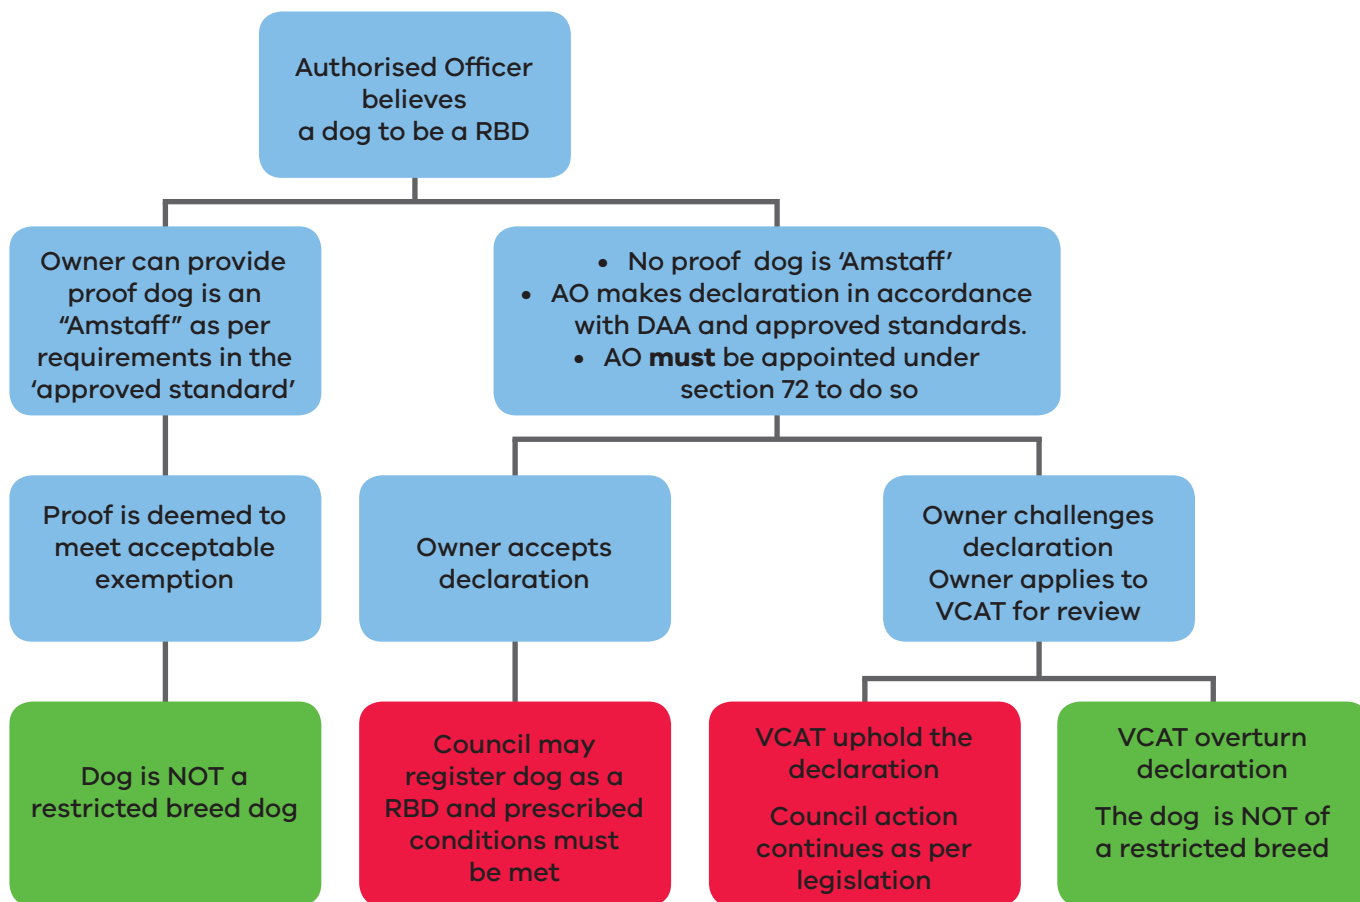 Authorised Officer
believes
a dog to be a RBD
Owner can provide
proof dog is an
“Amstaff” as per
requirements in the
‘approved standard’
• No proof  dog is ‘Amstaff’
• AO makes declaration in accordance
with DAA and approved standards.
• AO must be appointed under
section 72 to do so
Proof is deemed to
meet acceptable
exemption
Owner accepts
declaration
Owner challenges
declaration
Owner applies to
VCAT for review
Dog is NOT a
restricted breed dog
Council may
register dog as a
RBD and prescribed
conditions must
be met
VCAT uphold the
declaration
Council action
continues as per
legislation
VCAT overturn
declaration
The dog  is NOT of
a restricted breed